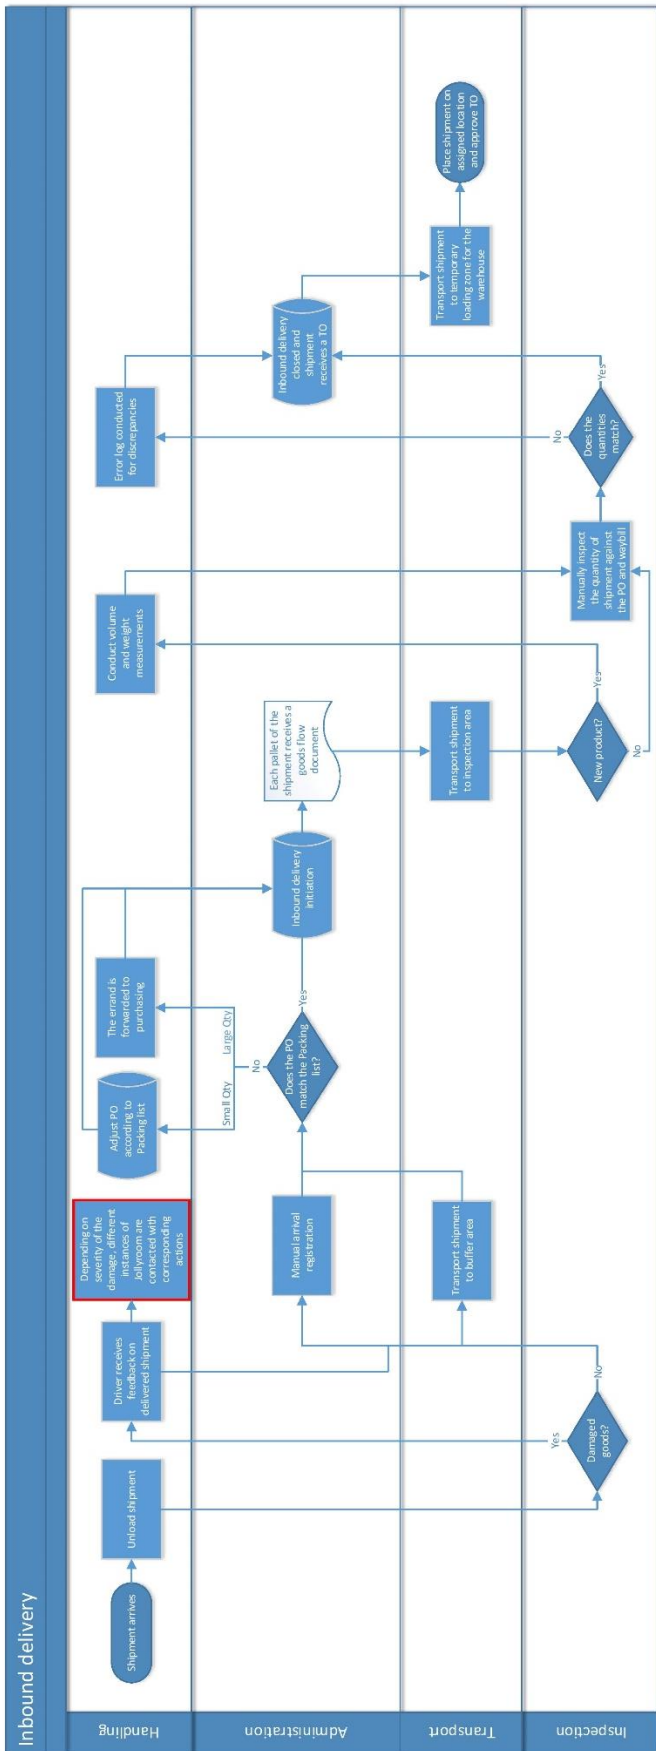 Inbound delivery
Handling
Shipment arrives
Unload shipment
Driver receives
feedback on
delivered shipment
Depending on
severity of the
damage, different
instances of
Jollyroom are
contacted with
corresponding
actions
Adjust PO
according to
Packing list
The errand is
forwarded to
purchasing
Conduct volume
and weight
measurements
Error log conducted
for discrepancies
Administration
Manual arrival
registration
Does the PO
match the Packing
list?
No
Small Qty
Large Qty
Yes
Inbound delivery
initiation
Each pallet of the
shipment receives a
goods flow
document
Inbound delivery
closed and
shipment
receives a TO
Transport
Transport shipment
to buffer area
Transport shipment
to inspection area
Transport shipment
to temporary
loading zone for the
warehouse
Place shipment on
assigned location
and approve TO
Inspection
Damaged
goods?
Yes
No
New product?
Yes
No
Manually inspect
the quantity of
shipment against
the PO and waybill
Does the
quantities
match?
No
Yes